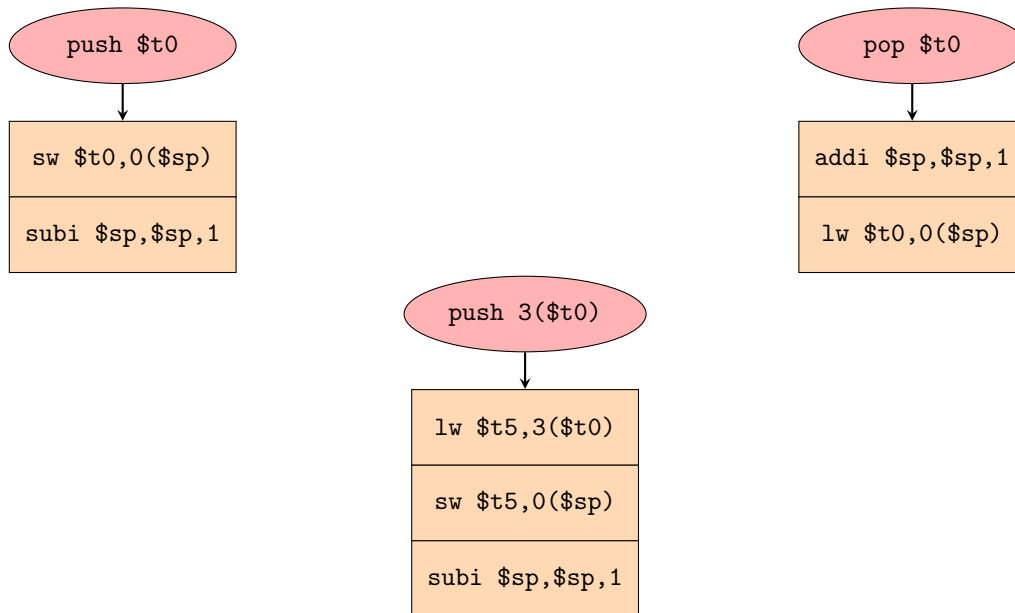 push $t0
sw $t0,0($sp)
subi $sp,$sp,1
pop $t0
addi $sp,$sp,1
lw $t0,0($sp)
push 3($t0)
lw $t5,3($t0)
sw $t5,0($sp)
subi $sp,$sp,1